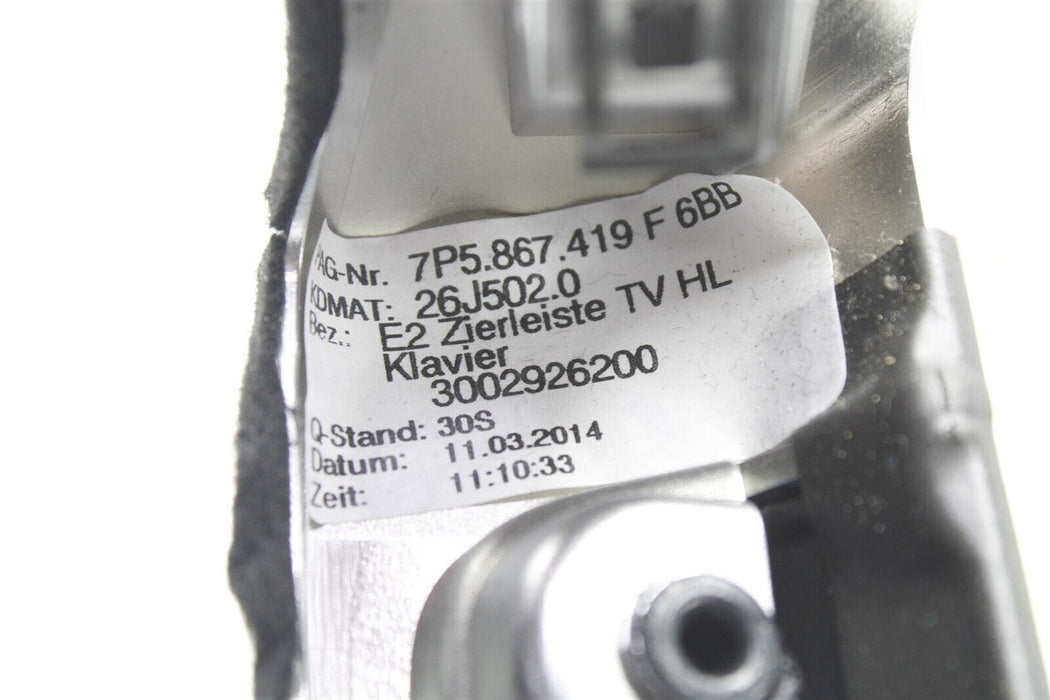 PAG-Nr. 7P5.867.419 F 6BB
KDMAT: 26J502.0
Bez.: E2 Zierleiste TV HL
Klavier
3002926200
Q-Stand: 30S
Datum: 11.03.2014
Zeit: 11:10:33